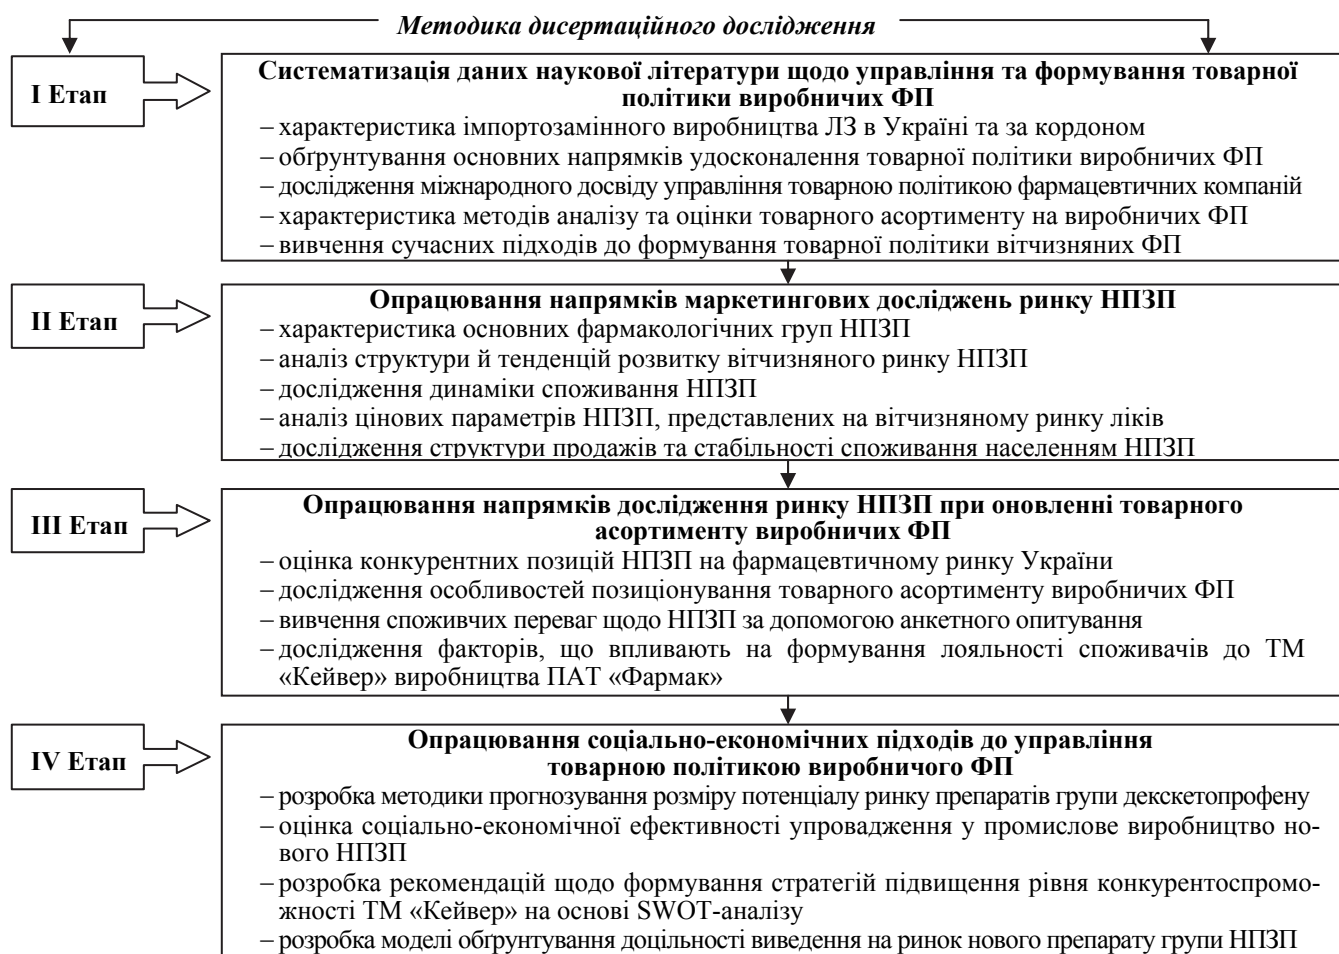 Методика дисертаційного дослідження
І Етап
Систематизація даних наукової літератури щодо управління та формування товарної
політики виробничих ФП
– характеристика імпортозамінного виробництва ЛЗ в Україні та за кордоном
– обґрунтування основних напрямків удосконалення товарної політики виробничих ФП
– дослідження міжнародного досвіду управління товарною політикою фармацевтичних компаній
– характеристика методів аналізу та оцінки товарного асортименту на виробничих ФП
– вивчення сучасних підходів до формування товарної політики вітчизняних ФП
ІІ Етап
Опрацювання напрямків маркетингових досліджень ринку НПЗП
– характеристика основних фармакологічних груп НПЗП
– аналіз структури й тенденцій розвитку вітчизняного ринку НПЗП
– дослідження динаміки споживання НПЗП
– аналіз цінових параметрів НПЗП, представлених на вітчизняному ринку ліків
– дослідження структури продажів та стабільності споживання населенням НПЗП
ІІІ Етап
Опрацювання напрямків дослідження ринку НПЗП при оновленні товарного
асортименту виробничих ФП
– оцінка конкурентних позицій НПЗП на фармацевтичному ринку України
– дослідження особливостей позиціонування товарного асортименту виробничих ФП
– вивчення споживчих переваг щодо НПЗП за допомогою анкетного опитування
– дослідження факторів, що впливають на формування лояльності споживачів до ТМ
«Кейвер» виробництва ПАТ «Фармак»
IV Етап
Опрацювання соціально-економічних підходів до управління
товарною політикою виробничого ФП
– розробка методики прогнозування розміру потенціалу ринку препаратів групи декскетопрофену
– оцінка соціально-економічної ефективності упровадження у промислове виробництво но-
вого НПЗП
– розробка рекомендацій щодо формування стратегій підвищення рівня конкурентоспромо-
жності ТМ «Кейвер» на основі SWOT-аналізу
– розробка моделі обґрунтування доцільності виведення на ринок нового препарату групи НПЗП